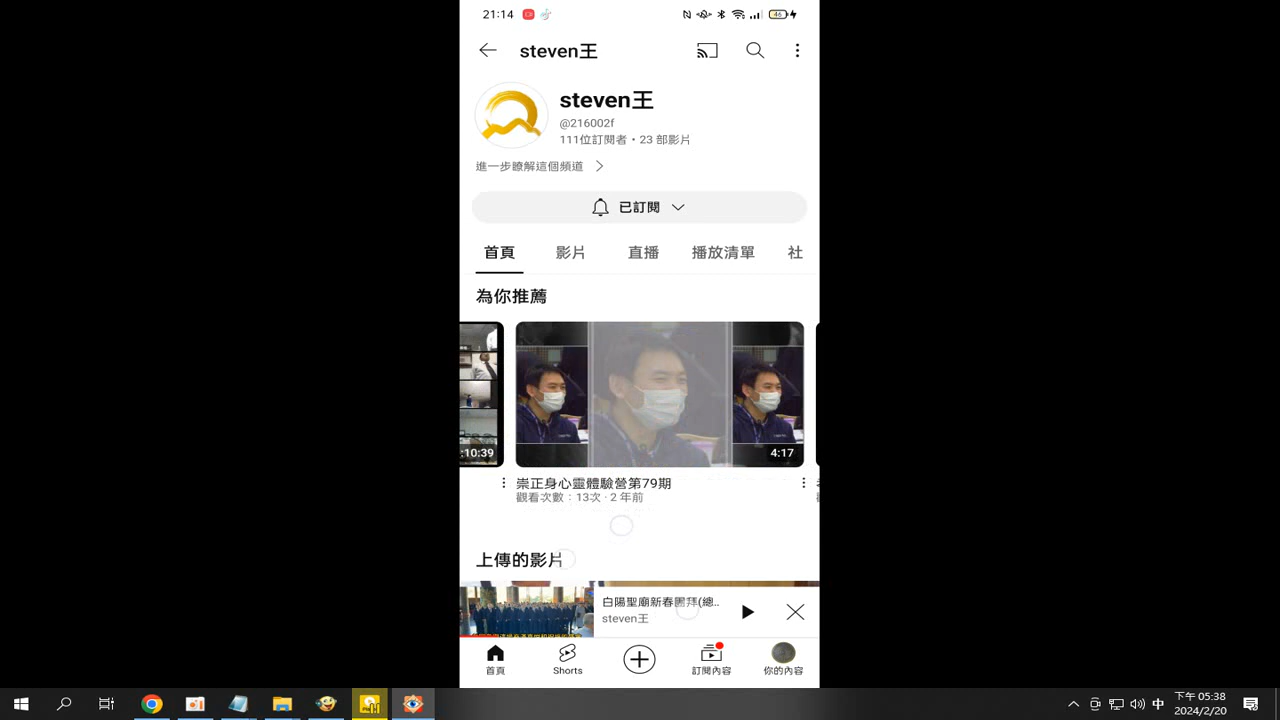 21:14
46
steven王
steven王
@216002f
111位訂閱者・23 部影片
進一步瞭解這個頻道
已訂閱
首頁 影片 直播 播放清單 社
為你推薦
:10:39
4:17
崇正身心靈體驗營第79期
觀看次數：13次 · 2 年前
上傳的影片
白陽聖廟新春團拜(總..
steven王
首頁 Shorts 訂閱內容 你的內容
中
下午 05:38
2024/2/20